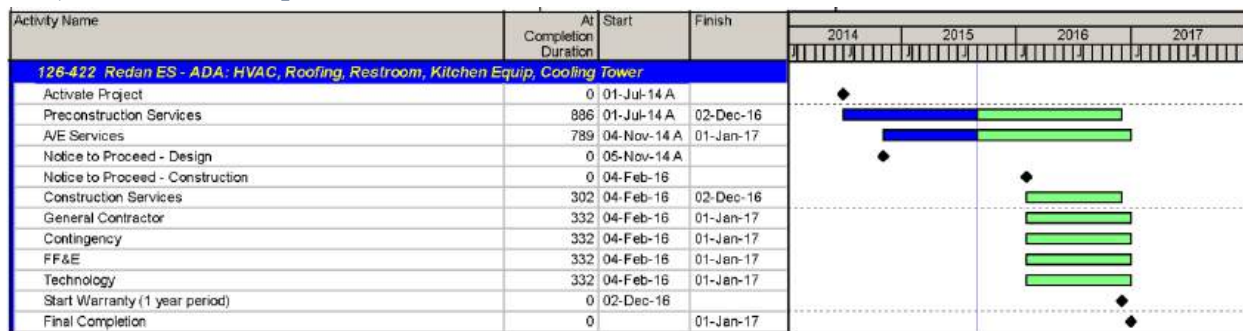 Activity Name At Completion Duration Start Finish 2014 2015 2016 2017
J J J J J J J J
126-422 Redan ES - ADA: HVAC, Roofing, Restroom, Kitchen Equip, Cooling Tower
Activate Project 0 01-Jul-14 A
Preconstruction Services 886 01-Jul-14 A 02-Dec-16
A/E Services 789 04-Nov-14 A 01-Jan-17
Notice to Proceed - Design 0 05-Nov-14 A
Notice to Proceed - Construction 0 04-Feb-16
Construction Services 302 04-Feb-16 02-Dec-16
General Contractor 332 04-Feb-16 01-Jan-17
Contingency 332 04-Feb-16 01-Jan-17
FF&E 332 04-Feb-16 01-Jan-17
Technology 332 04-Feb-16 01-Jan-17
Start Warranty (1 year period) 0 02-Dec-16
Final Completion 0 01-Jan-17